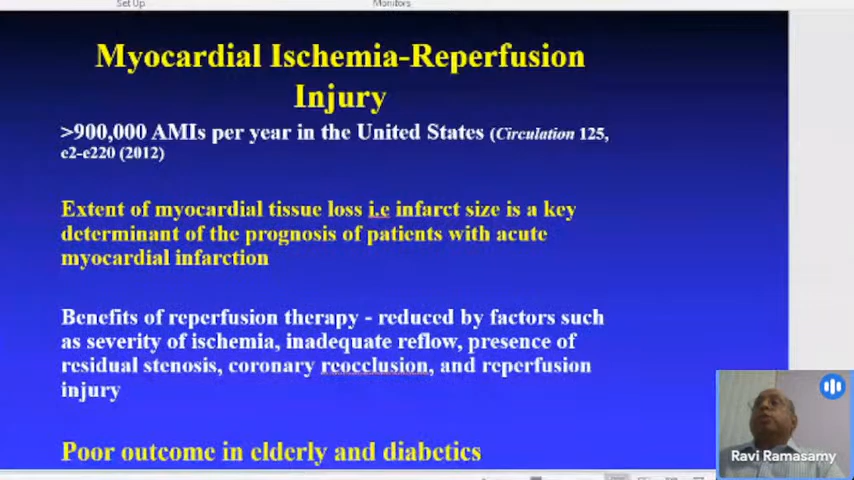 Set Up
Monitors
Myocardial Ischemia-Reperfusion
Injury
>900,000 AMIs per year in the United States (Circulation 125,
e2-e220 (2012)
Extent of myocardial tissue loss i.e infarct size is a key
determinant of the prognosis of patients with acute
myocardial infarction
Benefits of reperfusion therapy - reduced by factors such
as severity of ischemia, inadequate reflow, presence of
residual stenosis, coronary reocclusion, and reperfusion
injury
Poor outcome in elderly and diabetics
Ravi Ramasamy